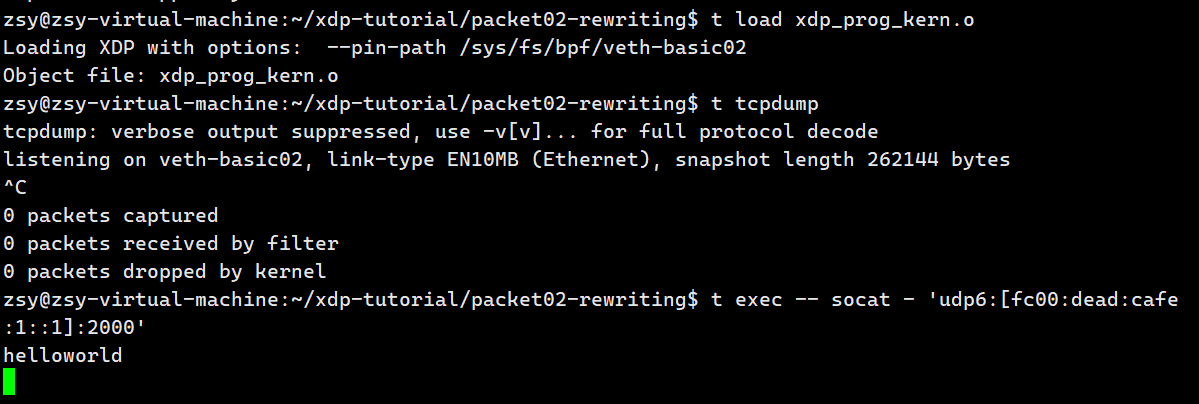 zsy@zsy-virtual-machine:~/xdp-tutorial/packet02-rewriting$ t load xdp_prog_kern.o
Loading XDP with options:  --pin-path /sys/fs/bpf/veth-basic02
Object file: xdp_prog_kern.o
zsy@zsy-virtual-machine:~/xdp-tutorial/packet02-rewriting$ t tcpdump
tcpdump: verbose output suppressed, use -v[v]... for full protocol decode
listening on veth-basic02, link-type EN10MB (Ethernet), snapshot length 262144 bytes
^C
0 packets captured
0 packets received by filter
0 packets dropped by kernel
zsy@zsy-virtual-machine:~/xdp-tutorial/packet02-rewriting$ t exec -- socat - 'udp6:[fc00:dead:cafe
:1::1]:2000'
helloworld